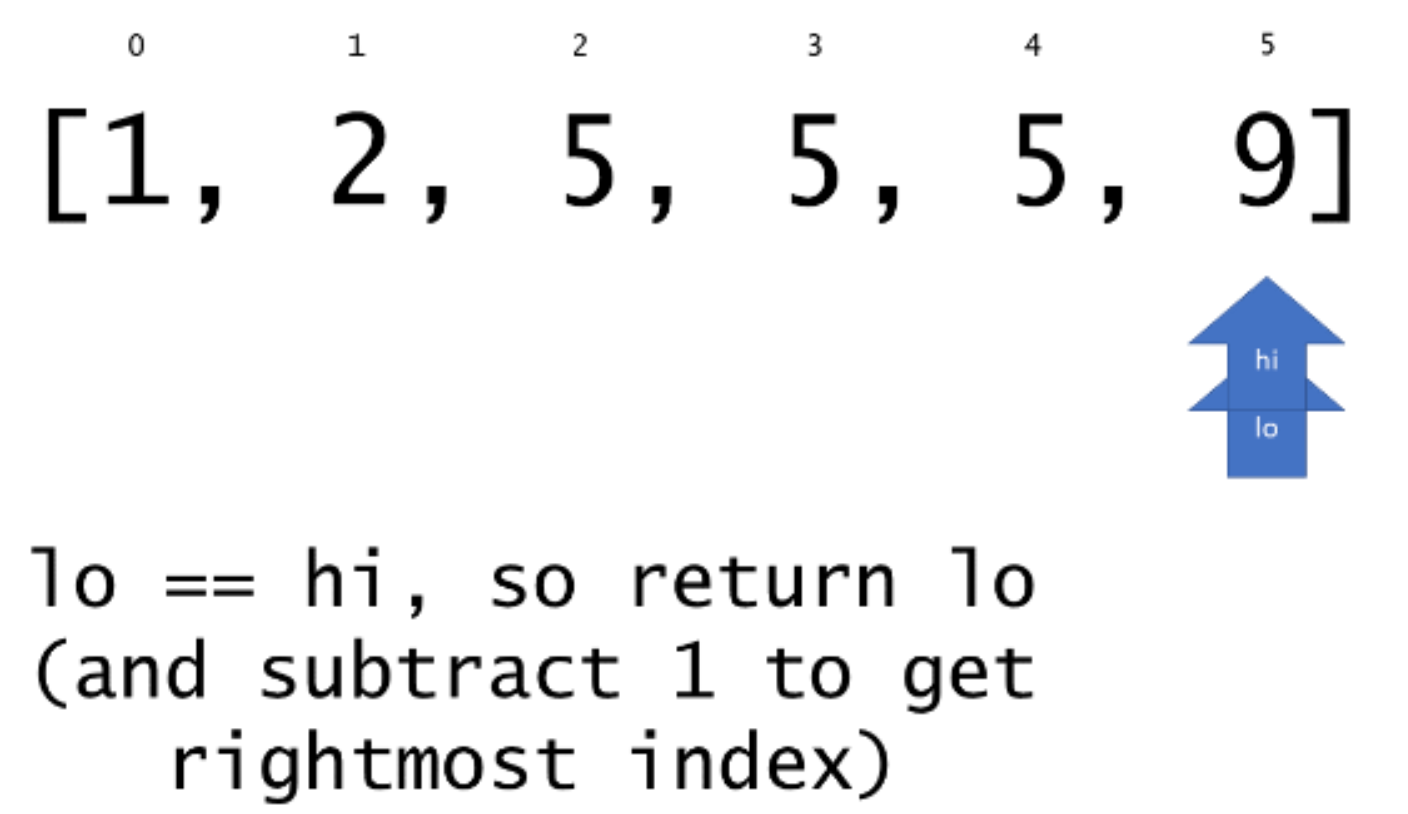 0 1 2 3 4 5
[1, 2, 5, 5, 5, 9]
hi
lo
lo == hi, so return lo
(and subtract 1 to get
rightmost index)